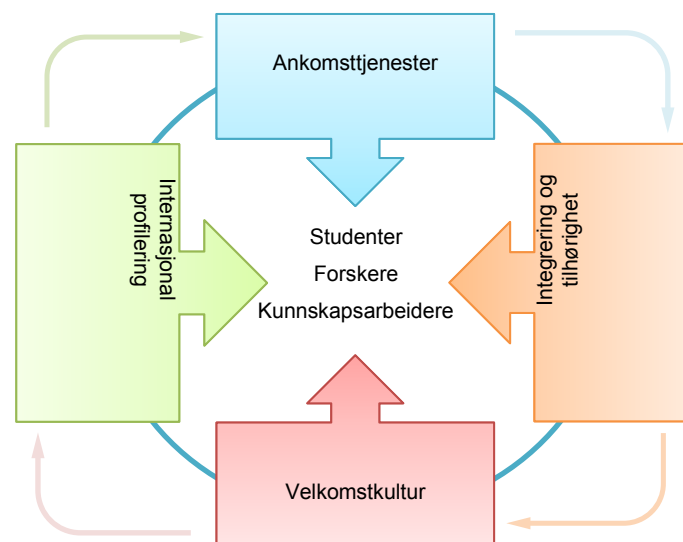 Ankomsttjenester
Internasjonal
profilering
Studenter
Forskere
Kunnskapsarbeidere
Integrering og
tilhørighet
Velkomstkultur